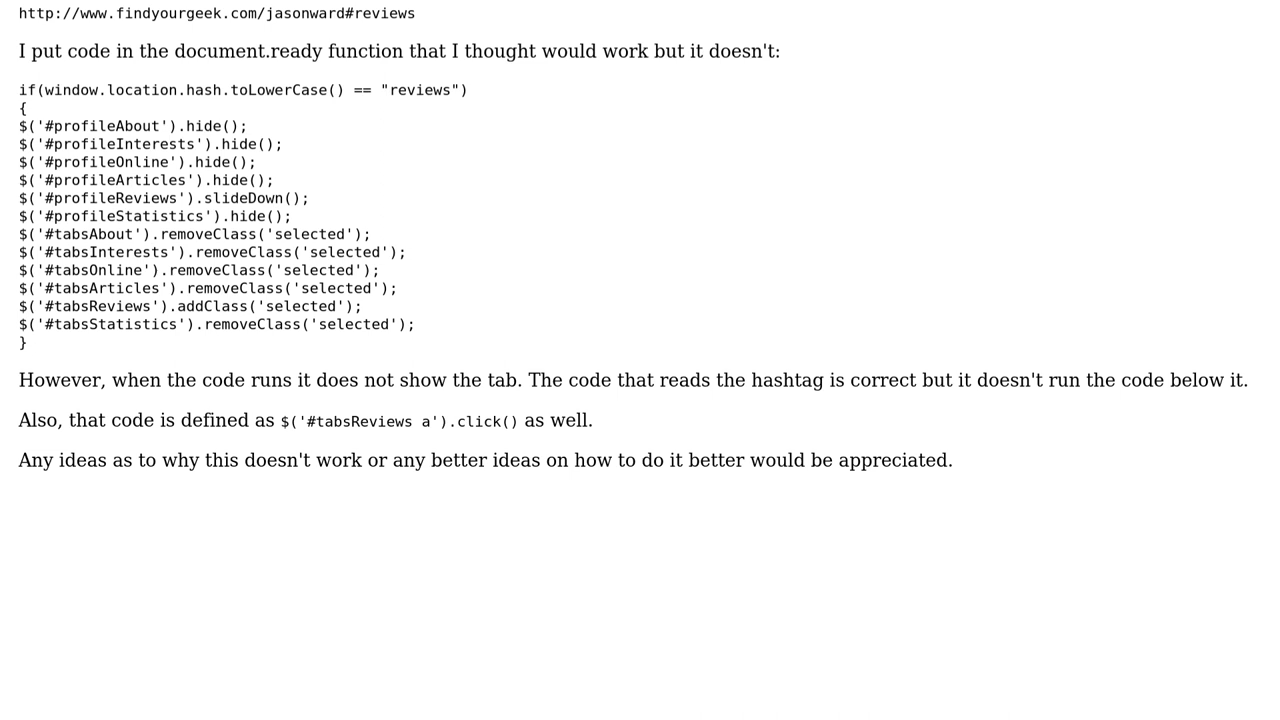 http://www.findyourgeek.com/jasonward#reviews
I put code in the document.ready function that I thought would work but it doesn't:
if(window.location.hash.toLowerCase() == "reviews")
{
$('#profileAbout').hide();
$('#profileInterests').hide();
$('#profileOnline').hide();
$('#profileArticles').hide();
$('#profileReviews').slideDown();
$('#profileStatistics').hide();
$('#tabsAbout').removeClass('selected');
$('#tabsInterests').removeClass('selected');
$('#tabsOnline').removeClass('selected');
$('#tabsArticles').removeClass('selected');
$('#tabsReviews').addClass('selected');
$('#tabsStatistics').removeClass('selected');
}
However, when the code runs it does not show the tab. The code that reads the hashtag is correct but it doesn't run the code below it.
Also, that code is defined as $('#tabsReviews a').click() as well.
Any ideas as to why this doesn't work or any better ideas on how to do it better would be appreciated.